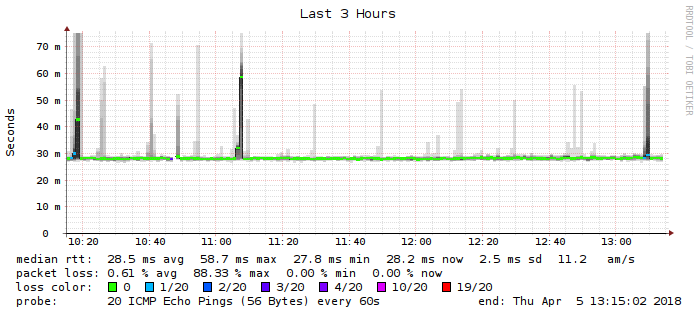 Last 3 Hours
RRDTOOL / TOBI OETIKER
Seconds
70 m
60 m
50 m
40 m
30 m
20 m
10 m
0
10:20 10:40 11:00 11:20 11:40 12:00 12:20 12:40 13:00
median rtt: 28.5 ms avg 58.7 ms max 27.8 ms min 28.2 ms now 2.5 ms sd 11.2 am/s
packet loss: 0.61 % avg 88.33 % max 0.00 % min 0.00 % now
loss color: 0 1/20 2/20 3/20 4/20 10/20 19/20
probe: 20 ICMP Echo Pings (56 Bytes) every 60s end: Thu Apr 5 13:15:02 2018